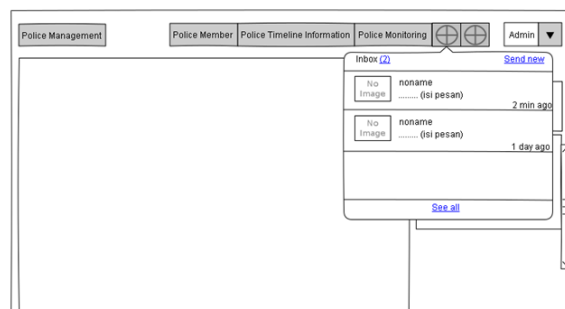 Police Management
Police Member
Police Timeline Information
Police Monitoring
Admin
Inbox (2)
Send new
No
Image
noname
......... (isi pesan)
2 min ago
No
Image
noname
......... (isi pesan)
1 day ago
See all